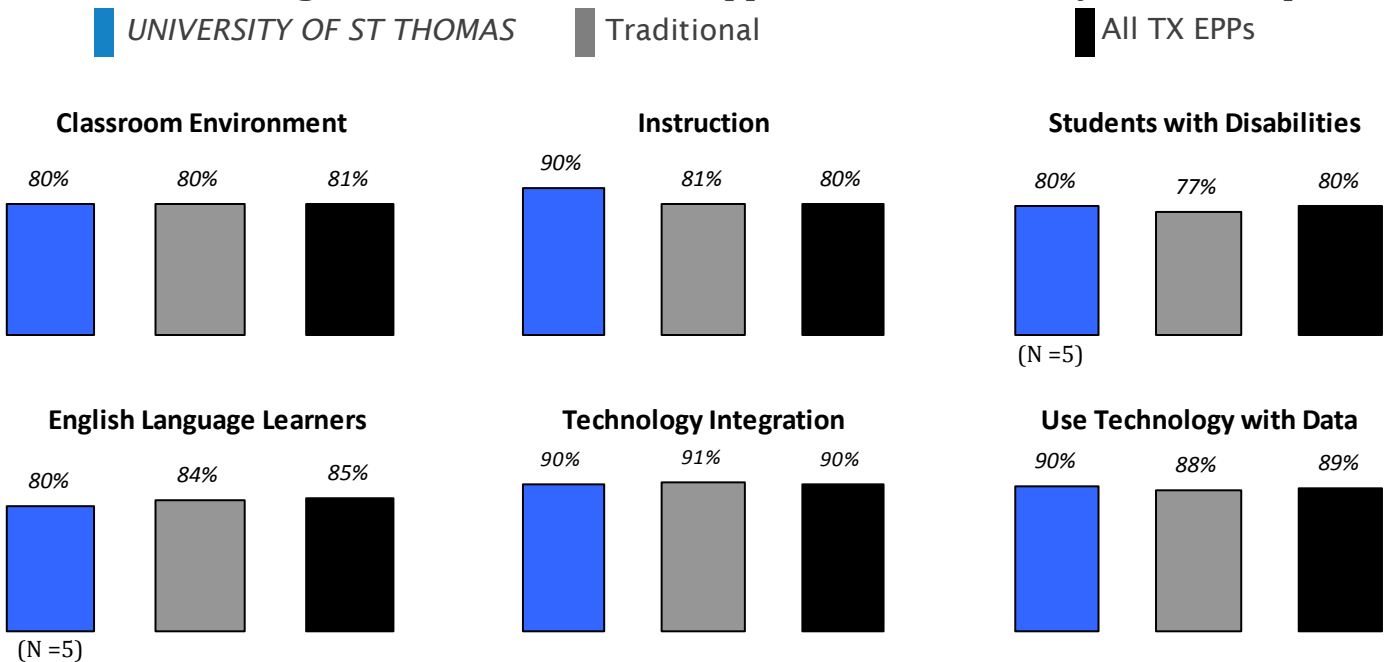 UNIVERSITY OF ST THOMAS Traditional All TX EPPs
Classroom Environment Instruction Students with Disabilities
80% 80% 81% 90% 81% 80% 80% 77% 80%
(N =5)
English Language Learners Technology Integration Use Technology with Data
80% 84% 85% 90% 91% 90% 90% 88% 89%
(N =5)